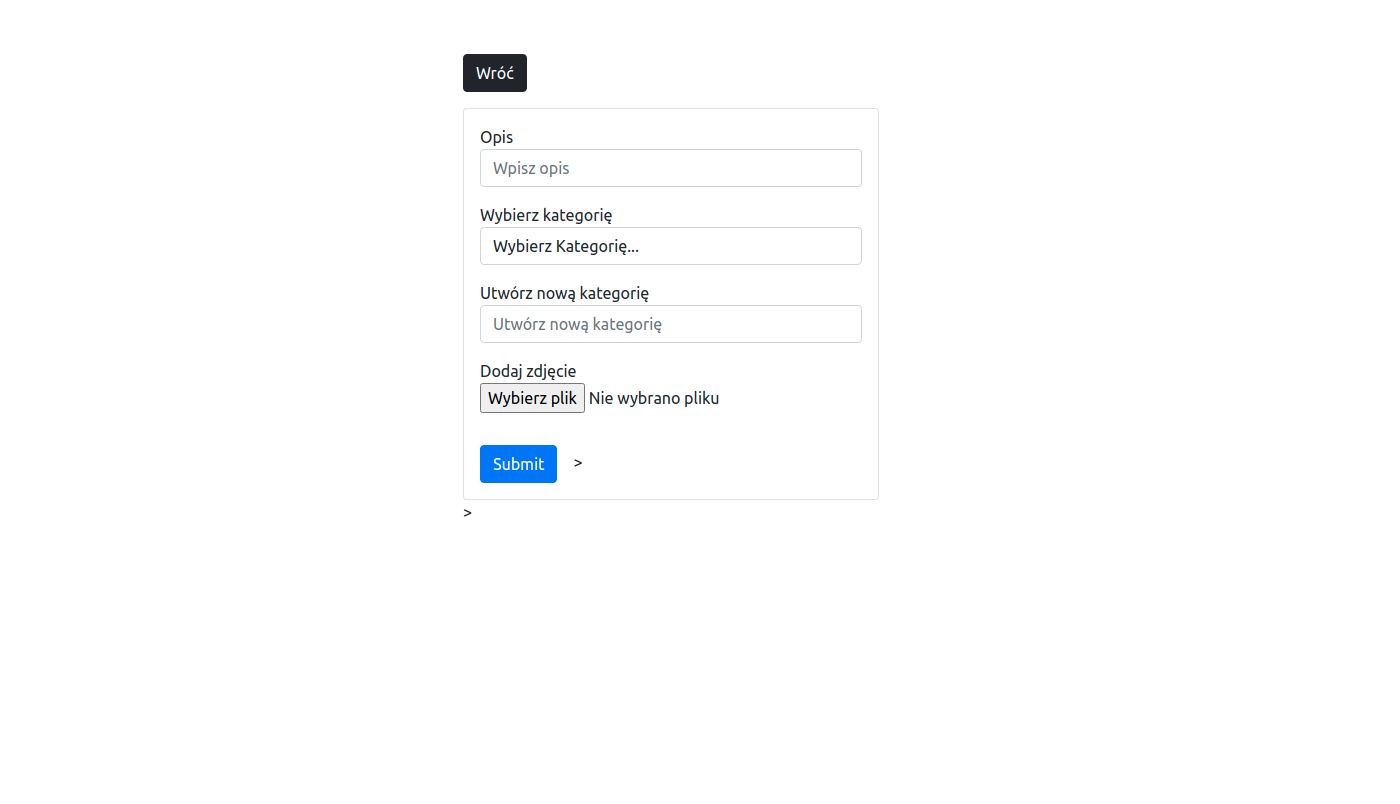 Wróć
Opis
Wpisz opis
Wybierz kategorię
Wybierz Kategorię...
Utwórz nową kategorię
Utwórz nową kategorię
Dodaj zdjęcie
Wybierz plik Nie wybrano pliku
Submit >
>